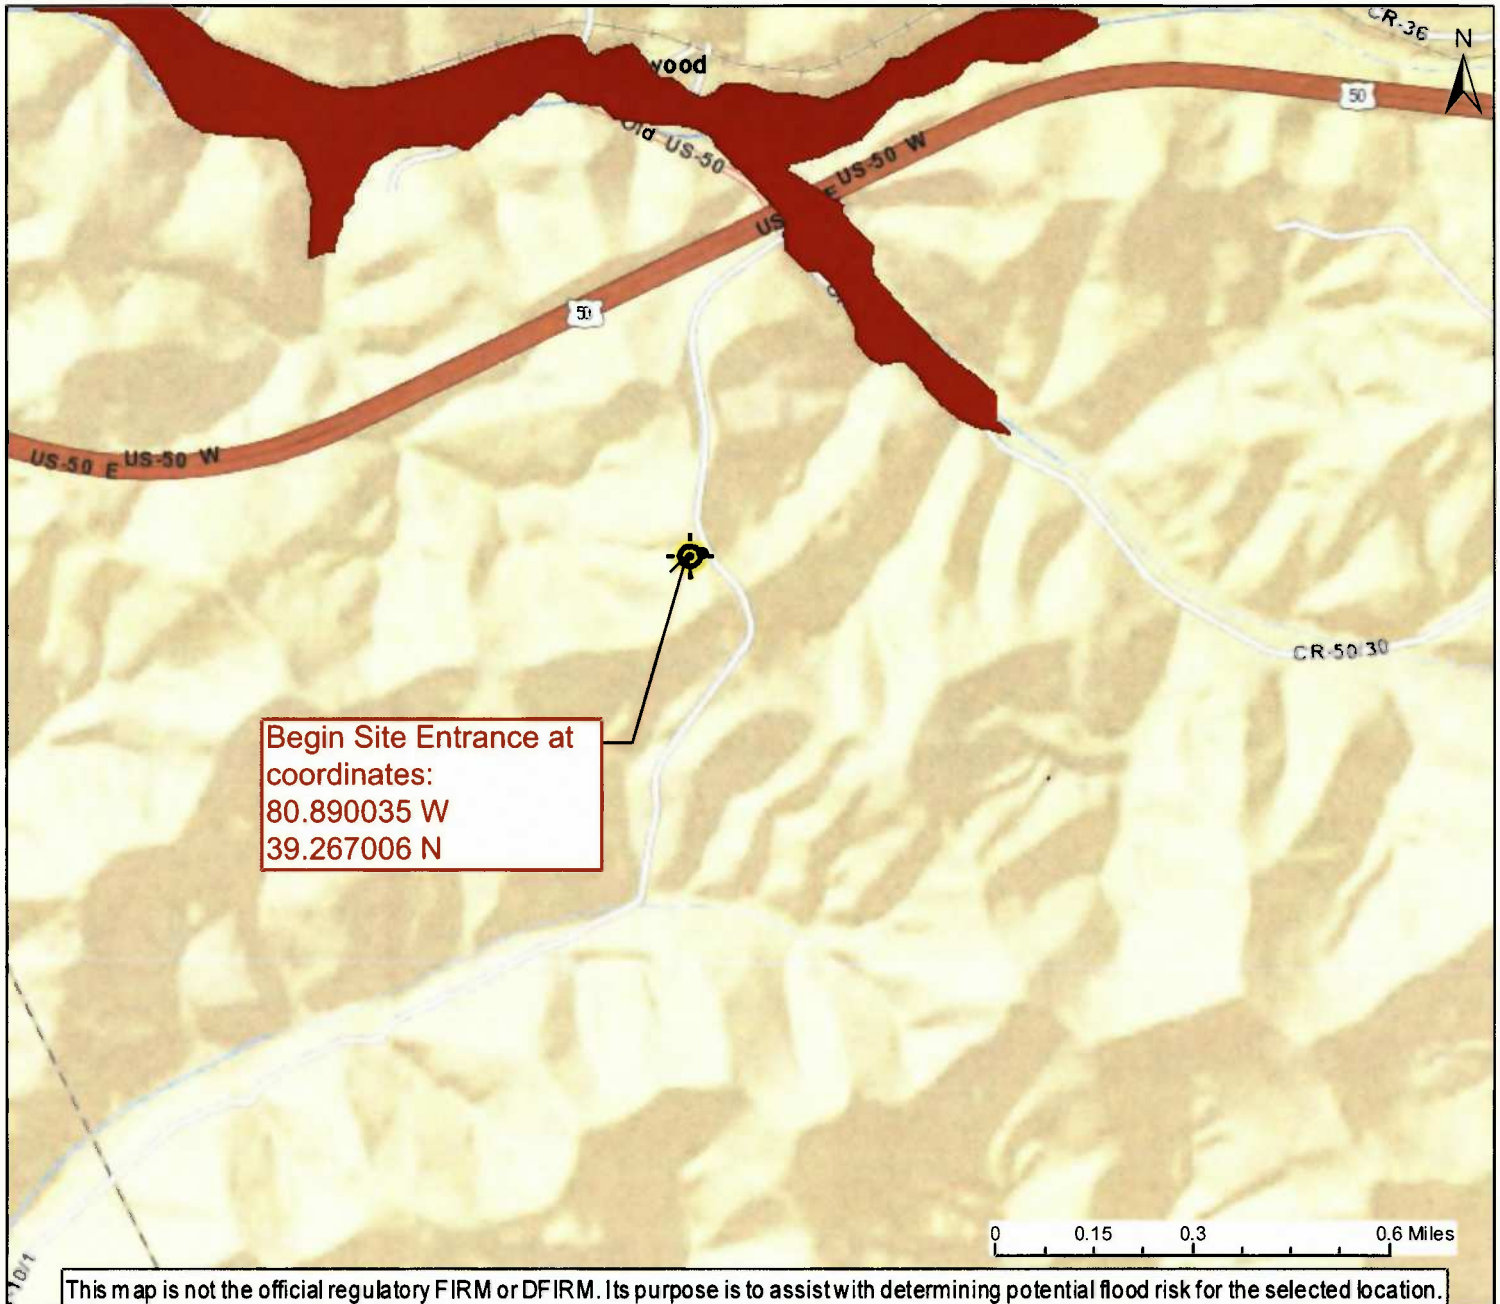 CR-36
N
wood
50
Old US-50
US-50 W
E
US
50
US-50 E US-50 W
CR-50 30
Begin Site Entrance at
coordinates:
80.890035 W
39.267006 N
0 0.15 0.3 0.6 Miles
10/1
This map is not the official regulatory FIRM or DFIRM. Its purpose is to assist with determining potential flood risk for the selected location.